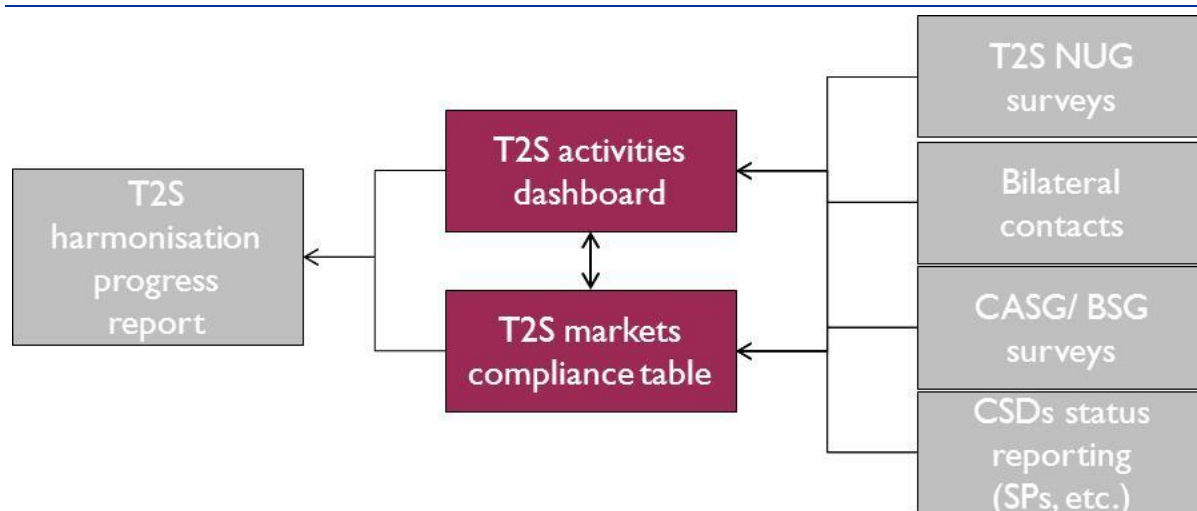 T2S
harmonisation
progress
report
T2S activities
dashboard
T2S markets
compliance table
T2S NUG
surveys
Bilateral
contacts
CASG/ BSG
surveys
CSDs status
reporting
(SPs, etc.)